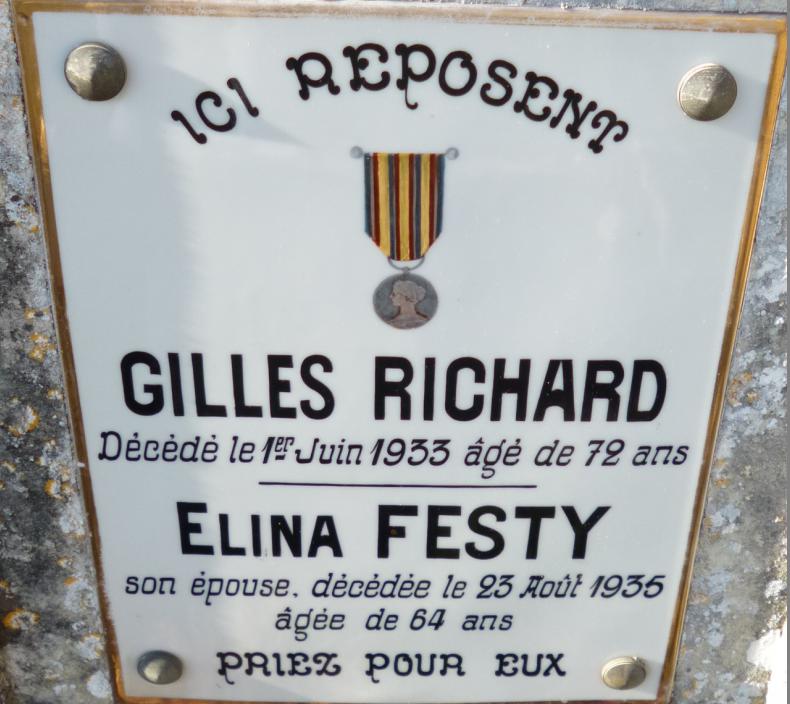 ICI REPOSENT
GILLES RICHARD
Décédé le 1er Juin 1933 âgé de 72 ans
ELINA FESTY
son épouse. décédée le 23 Août 1935
âgée de 64 ans
PRIEZ POUR EUX